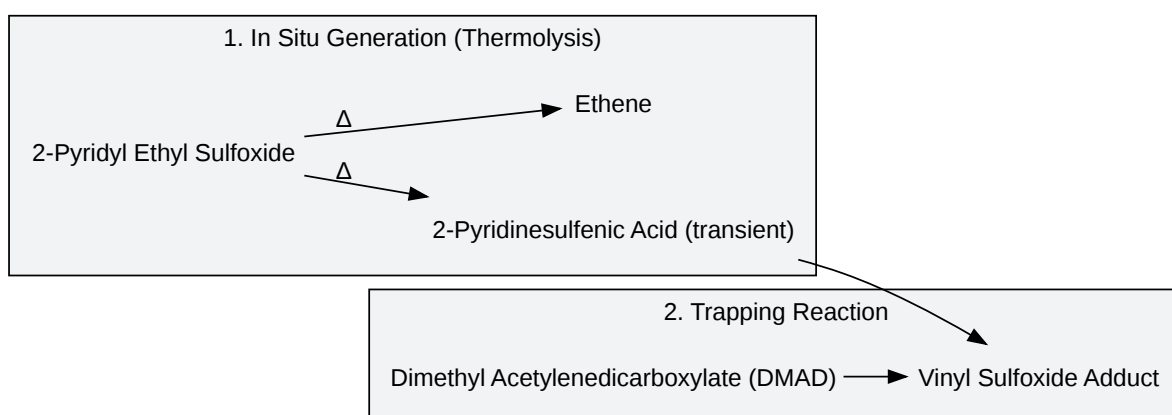 1. In Situ Generation (Thermolysis)
Ethene
Δ
2-Pyridyl Ethyl Sulfoxide
Δ
2-Pyridinesulfenic Acid (transient)
2. Trapping Reaction
Dimethyl Acetylenedicarboxylate (DMAD)
Vinyl Sulfoxide Adduct